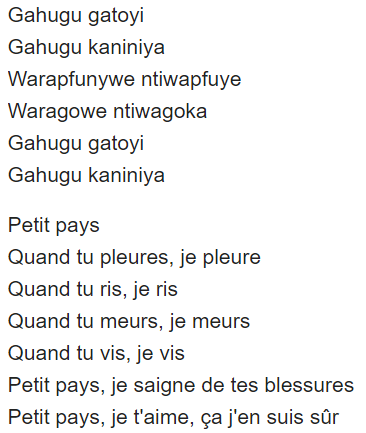 Gahugu gatoyi
Gahugu kaniniya
Warapfunywe ntiwapfuye
Waragowe ntiwagoka
Gahugu gatoyi
Gahugu kaniniya
Petit pays
Quand tu pleures, je pleure
Quand tu ris, je ris
Quand tu meurs, je meurs
Quand tu vis, je vis
Petit pays, je saigne de tes blessures
Petit pays, je t'aime, ça j'en suis sûr